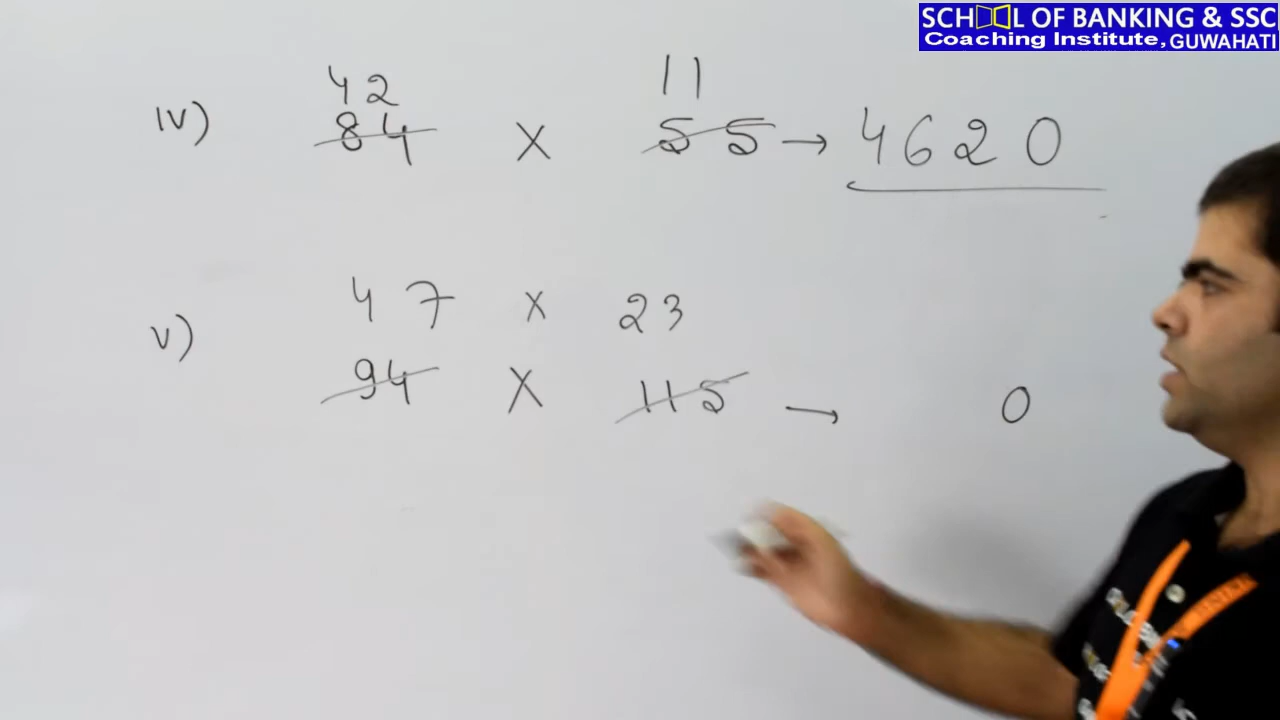 SCHOOL OF BANKING & SSC
Coaching Institute, GUWAHATI
42 11
IV) 84 X 55 → 4620
47 x 23
V) 94 X 115 → 0